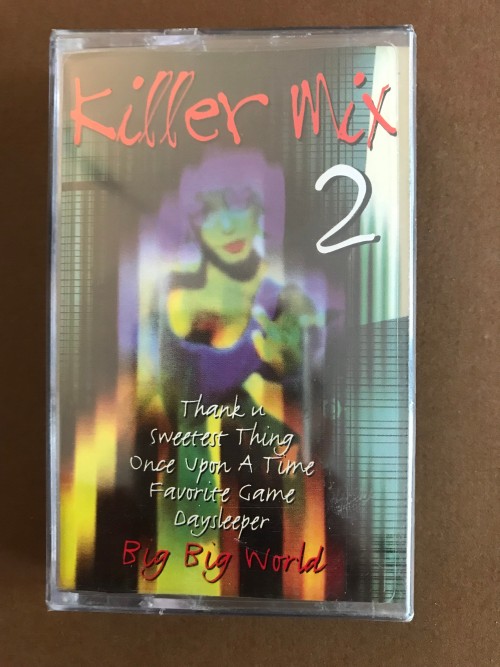 Killer Mix
2
Thank u
Sweetest Thing
Once Upon A Time
Favorite Game
Daysleeper
Big Big World